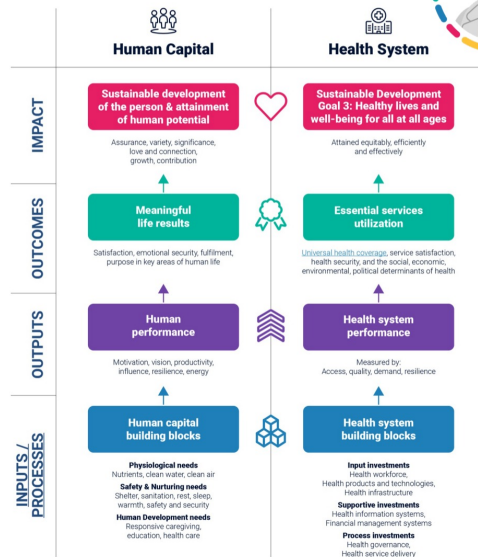 Human Capital
Health System
IMPACT
Sustainable development
of the person & attainment
of human potential
Assurance, variety, significance,
love and connection,
growth, contribution
Sustainable Development
Goal 3: Healthy lives and
well-being for all at all ages
Attained equitably, efficiently
and effectively
OUTCOMES
Meaningful
life results
Satisfaction, emotional security, fulfilment,
purpose in key areas of human life
Essential services
utilization
Universal health coverage, service satisfaction,
health security, and the social, economic,
environmental, political determinants of health
OUTPUTS
Human
performance
Motivation, vision, productivity,
influence, resilience, energy
Health system
performance
Measured by:
Access, quality, demand, resilience
INPUTS /
PROCESSES
Human capital
building blocks
Physiological needs
Nutrients, clean water, clean air
Safety & Nurturing needs
Shelter, sanitation, rest, sleep,
warmth, safety and security
Human Development needs
Responsive caregiving,
education, health care
Health system
building blocks
Input investments
Health workforce,
Health products and technologies,
Health infrastructure
Supportive investments
Health information systems,
Financial management systems
Process investments
Health governance,
Health service delivery